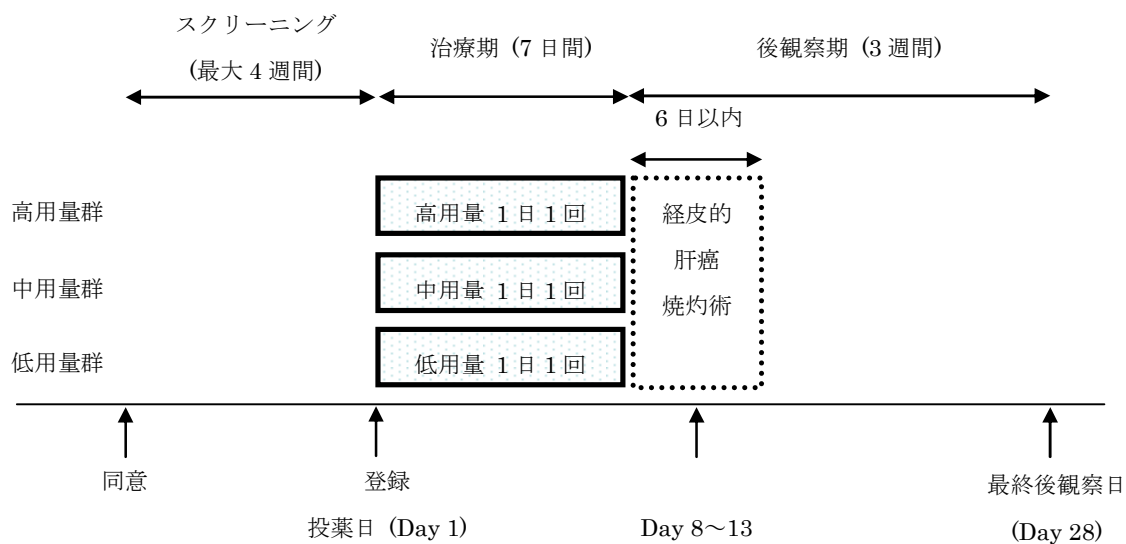 スクリーニング
(最大 4 週間)
治療期 (7 日間)
後観察期 (3 週間)
6 日以内
高用量群
高用量 1 日 1 回
経皮的
肝癌
焼灼術
中用量群
中用量 1 日 1 回
低用量群
低用量 1 日 1 回
同意
登録
投薬日 (Day 1)
Day 8～13
最終後観察日
(Day 28)